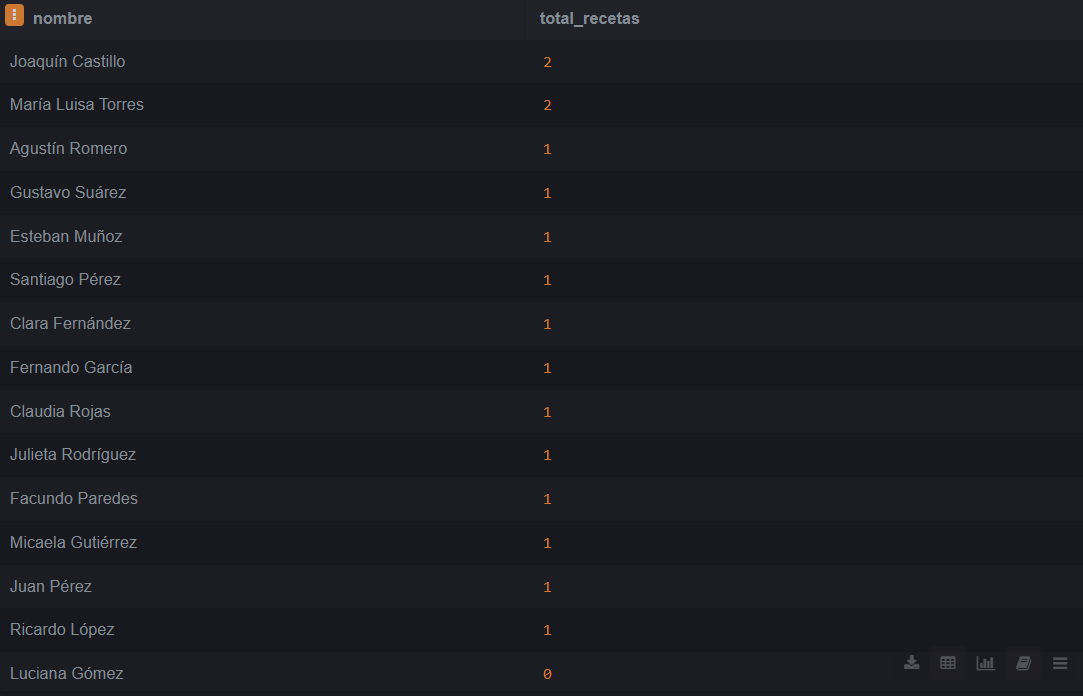 nombre total_recetas
Joaquín Castillo 2
María Luisa Torres 2
Agustín Romero 1
Gustavo Suárez 1
Esteban Muñoz 1
Santiago Pérez 1
Clara Fernández 1
Fernando García 1
Claudia Rojas 1
Julieta Rodríguez 1
Facundo Paredes 1
Micaela Gutiérrez 1
Juan Pérez 1
Ricardo López 1
Luciana Gómez 0